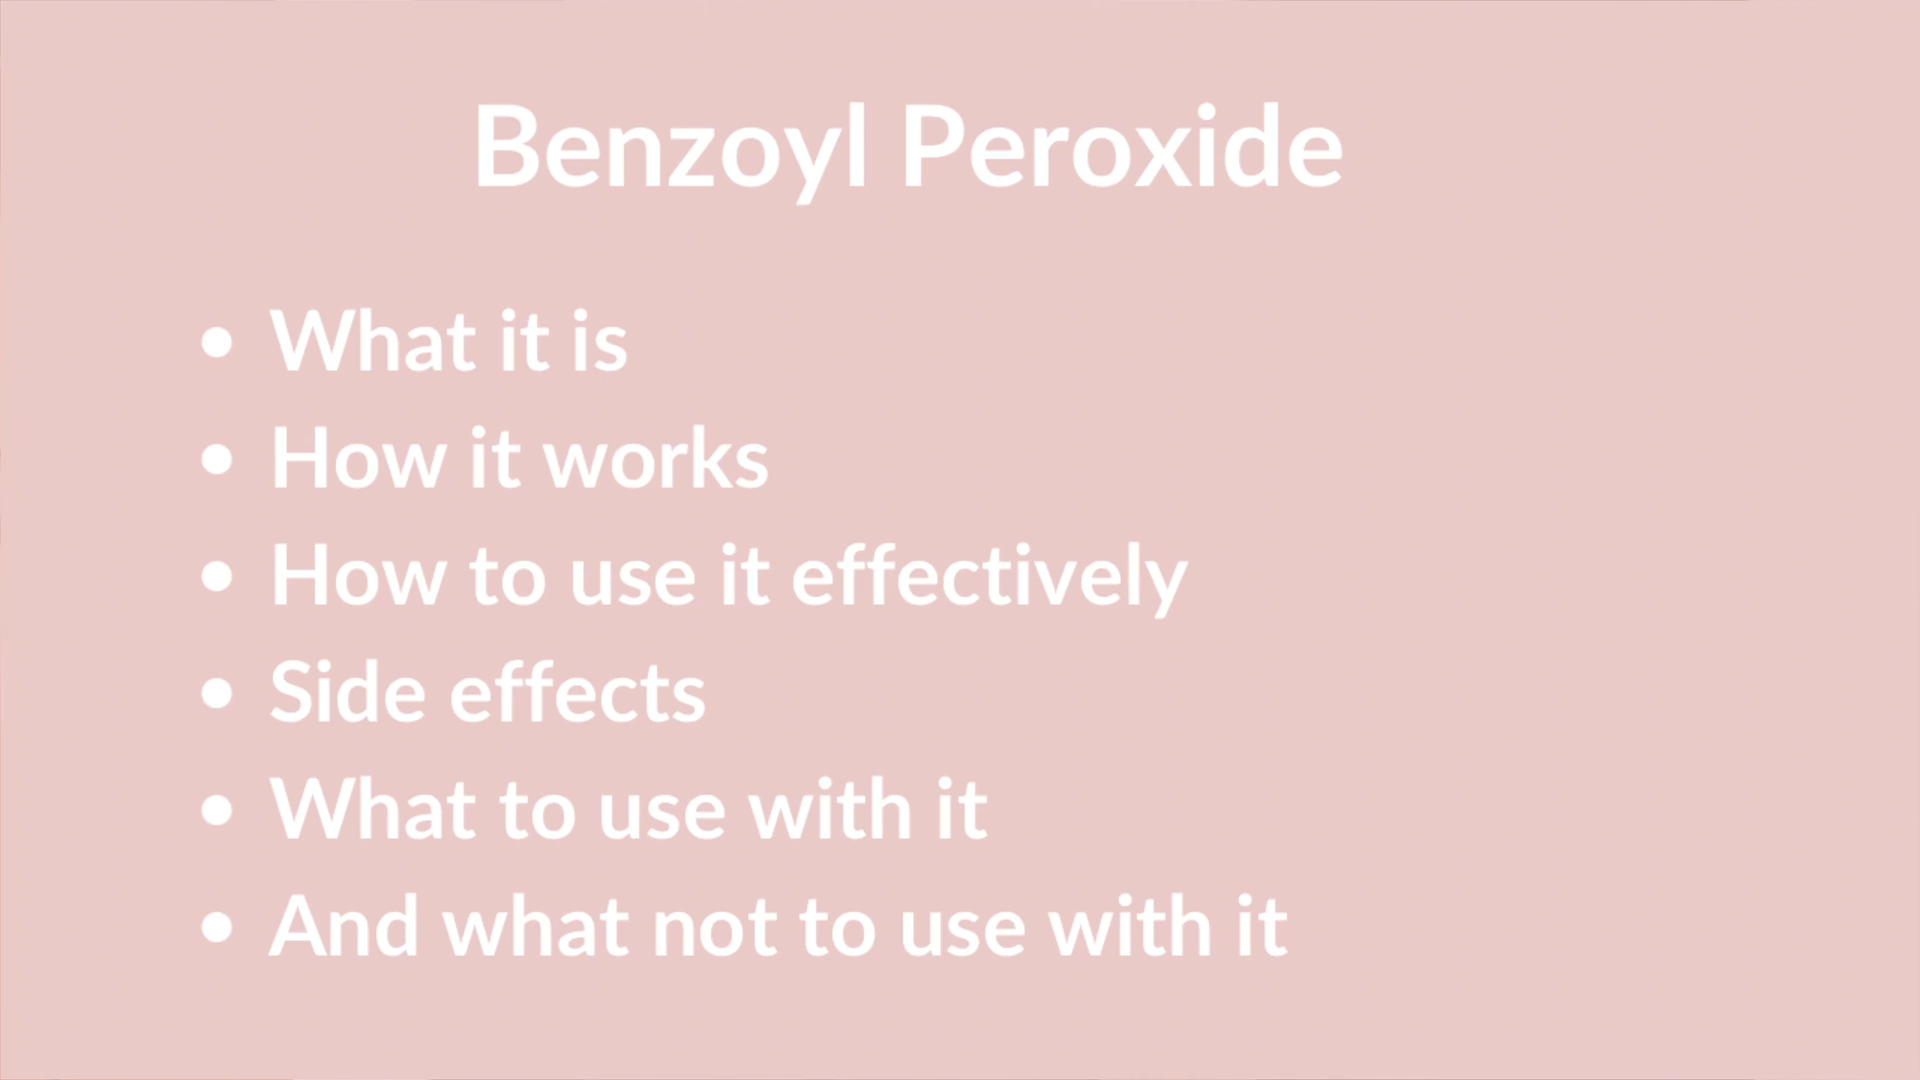 Benzoyl Peroxide
• What it is
• How it works
• How to use it effectively
• Side effects
• What to use with it
• And what not to use with it